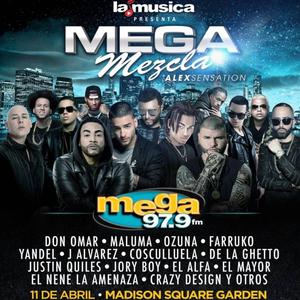 lamusica
PRESENTA
MEGA
Mezcla
ALEXSENSATION
mega
97.9fm
DON OMAR • MALUMA • OZUNA • FARRUKO
YANDEL • J ALVAREZ • COSCULLUELA • DE LA GHETTO
JUSTIN QUILES • JORY BOY • EL ALFA • EL MAYOR
EL NENE LA AMENAZA • CRAZY DESIGN Y OTROS
11 DE ABRIL • MADISON SQUARE GARDEN